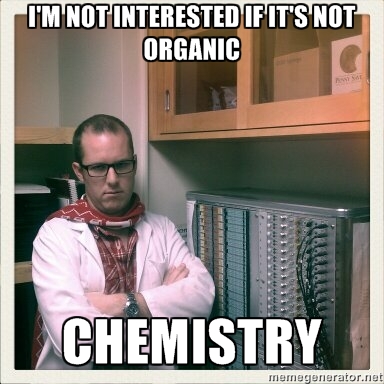 I'M NOT INTERESTED IF IT'S NOT
ORGANIC
CHEMISTRY
memegenerator.net